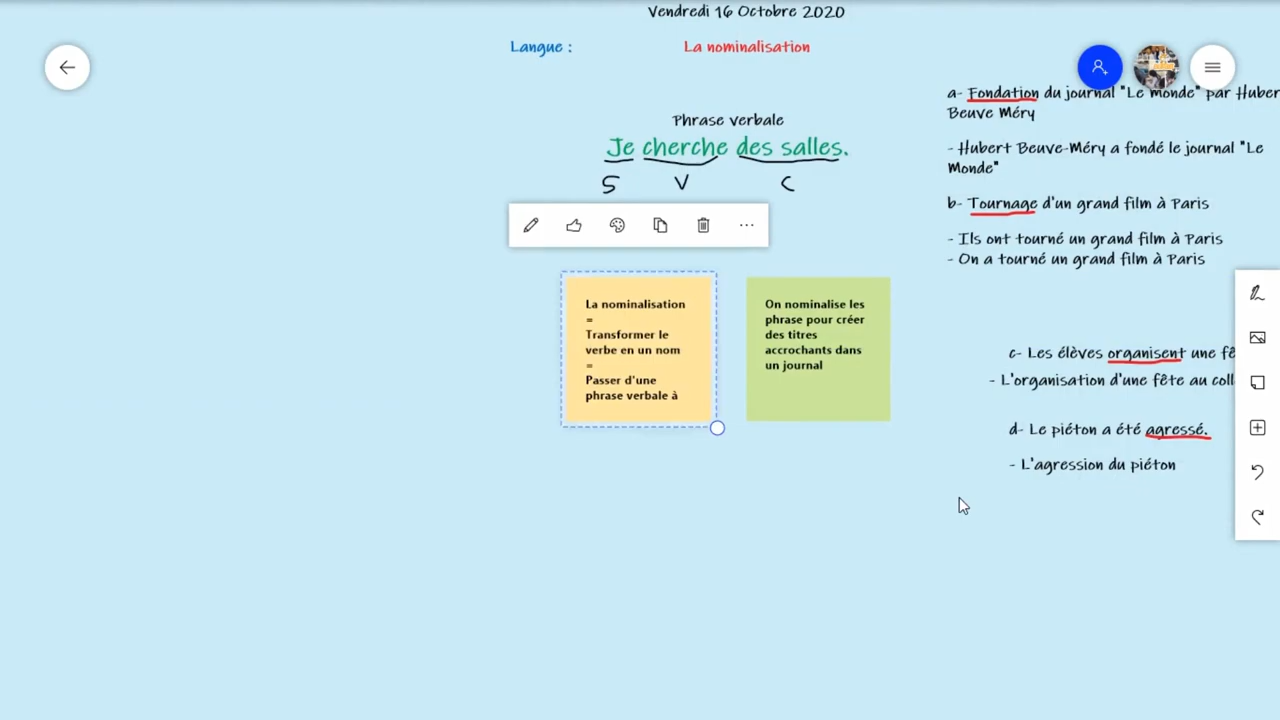 Vendredi 16 Octobre 2020
Langue :
La nominalisation
Phrase verbale
Je cherche des salles.
S V C
La nominalisation
=
Transformer le
verbe en un nom
=
Passer d'une
phrase verbale à
On nominalise les
phrase pour créer
des titres
accrochants dans
un journal
a- Fondation du journal "Le Monde" par Huber
Beuve Méry
- Hubert Beuve-Méry a fondé le journal "Le
Monde"
b- Tournage d'un grand film à Paris
- Ils ont tourné un grand film à Paris
- On a tourné un grand film à Paris
c- Les élèves organisent une fê
- L'organisation d'une fête au coll
d- Le piéton a été agressé.
- L'agression du piéton